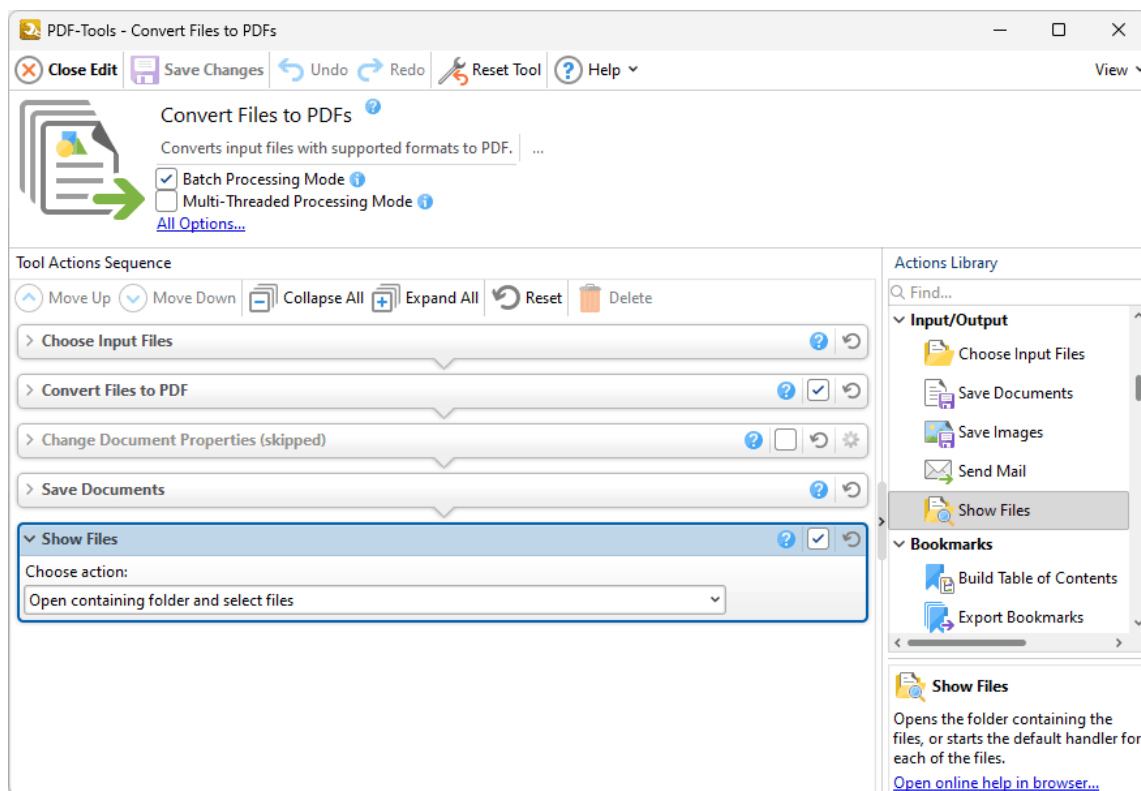 PDF-Tools - Convert Files to PDFs
Close Edit Save Changes Undo Redo Reset Tool ? Help View
Convert Files to PDFs ?
Converts input files with supported formats to PDF. ...
Batch Processing Mode i
Multi-Threaded Processing Mode i
All Options...
Tool Actions Sequence
Move Up Move Down Collapse All Expand All Reset Delete
Choose Input Files ?
Convert Files to PDF ?
Change Document Properties (skipped) ?
Save Documents ?
Show Files ?
Choose action:
Open containing folder and select files
Actions Library
Find...
Input/Output
Choose Input Files
Save Documents
Save Images
Send Mail
Show Files
Bookmarks
Build Table of Contents
Export Bookmarks
Show Files
Opens the folder containing the
files, or starts the default handler for
each of the files.
Open online help in browser...